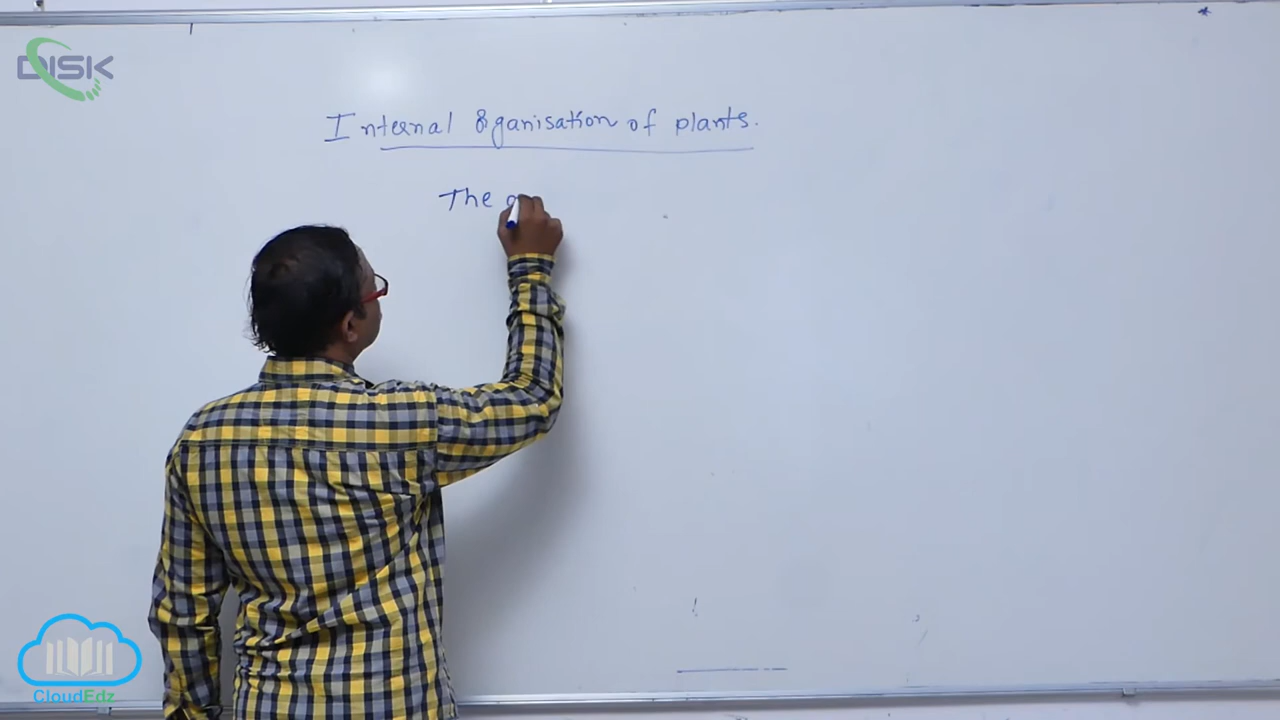 DISK
Internal Organisation of plants.
The
CloudEdz